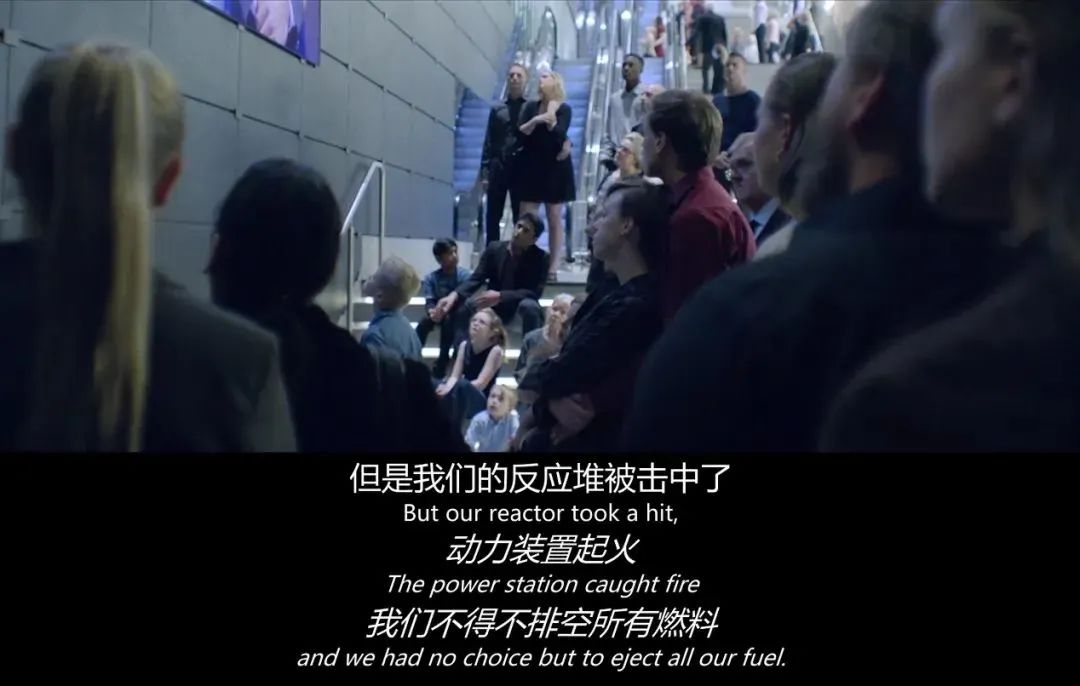 但是我们的反应堆被击中了
But our reactor took a hit,
动力装置起火
The power station caught fire
我们不得不排空所有燃料
and we had no choice but to eject all our fuel.